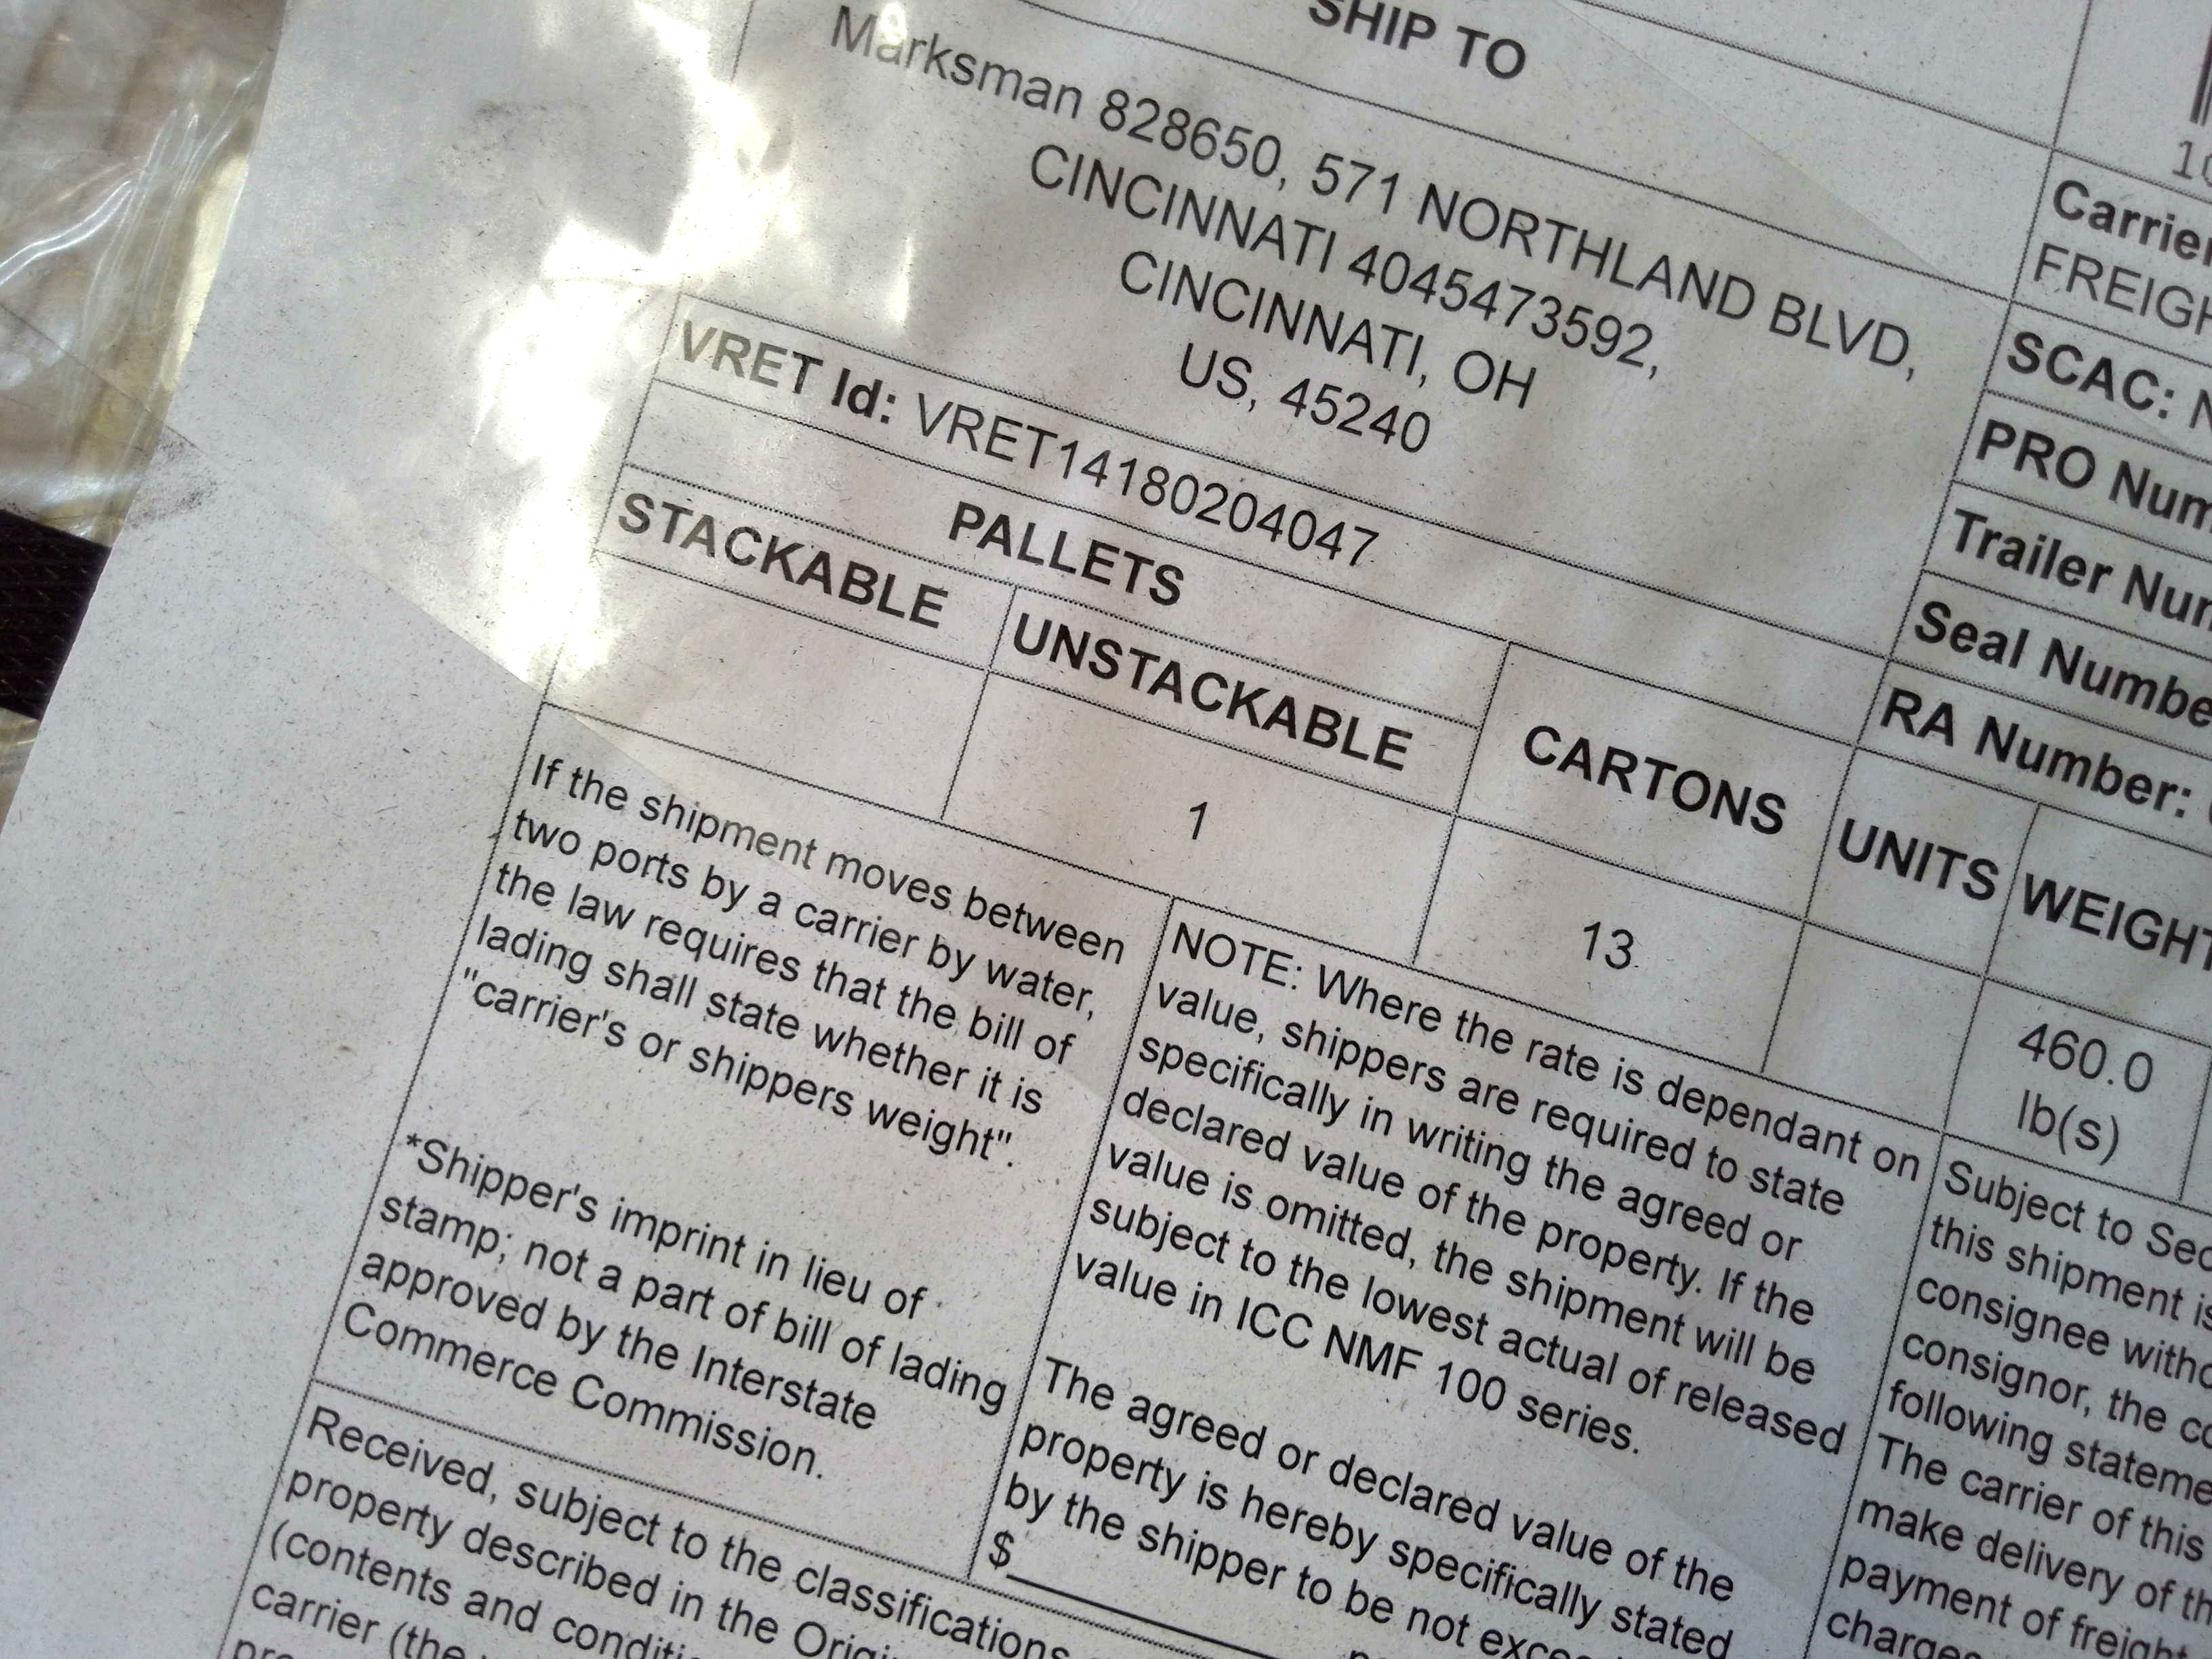 SHIP TO
Marksman 828650, 571 NORTHLAND BLVD,
CINCINNATI 4045473592,
CINCINNATI, OH
US, 45240
VRET Id: VRET14180204047
PALLETS
STACKABLE
UNSTACKABLE
CARTONS
UNITS
WEIGHT
1
13
460.0
lb(s)
Carrier
SCAC:
PRO
Trailer
Seal
RA Number:
If the shipment moves between
two ports by a carrier by water,
the law requires that the bill of
lading shall state whether it is
"carrier's or shippers weight".
*Shipper's imprint in lieu of
stamp; not a part of bill of lading
approved by the Interstate
Commerce Commission.
NOTE: Where the rate is dependant on
value, shippers are required to state
specifically in writing the agreed or
declared value of the property. If the
value is omitted, the shipment will be
subject to the lowest actual of released
value in ICC NMF 100 series.
The agreed or declared value of the
property is hereby specifically stated
by the shipper to be not
$
Subject to
this shipment
consignee
consignor, the
following
The carrier of this
make delivery of
payment of freight
charges
Received, subject to the classifications
property described in the
(contents and
carrier (the